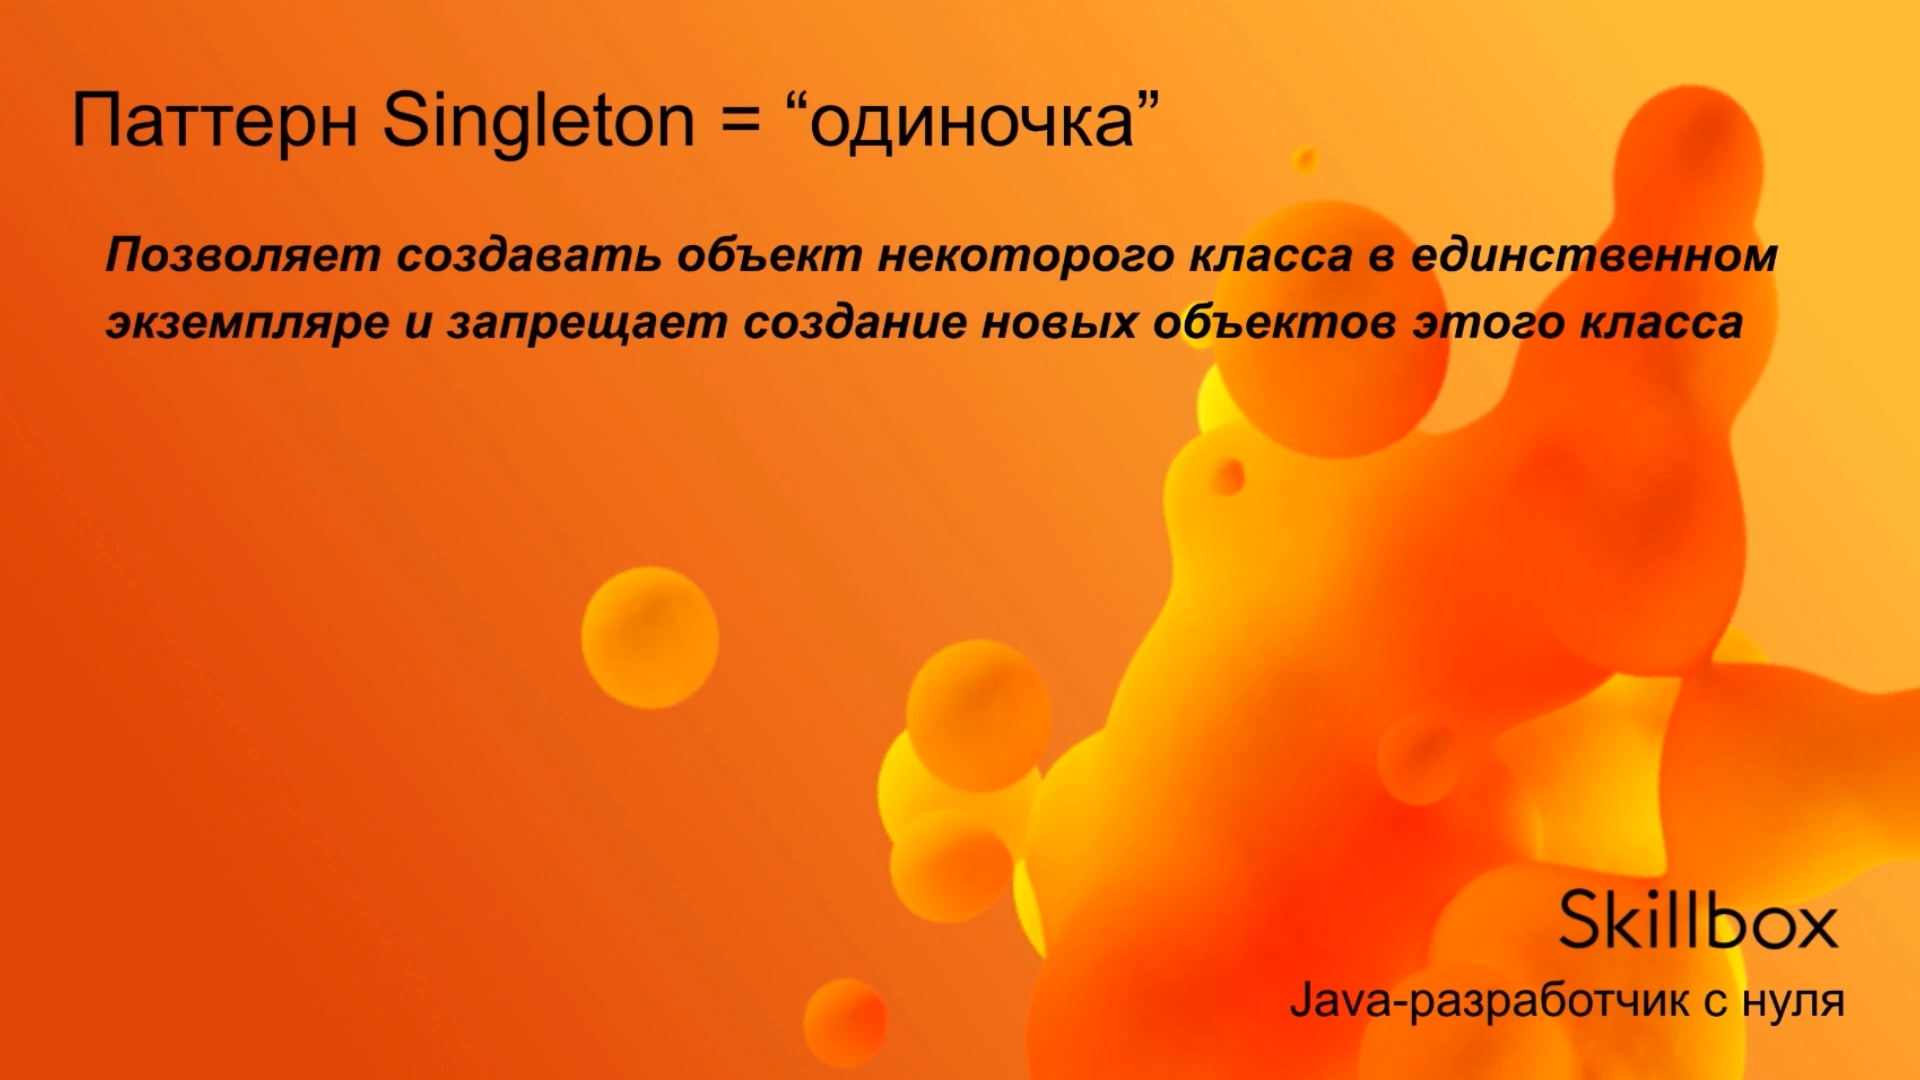 Паттерн Singleton = “одиночка”
Позволяет создавать объект некоторого класса в единственном
экземпляре и запрещает создание новых объектов этого класса
Skillbox
Java-разработчик с нуля